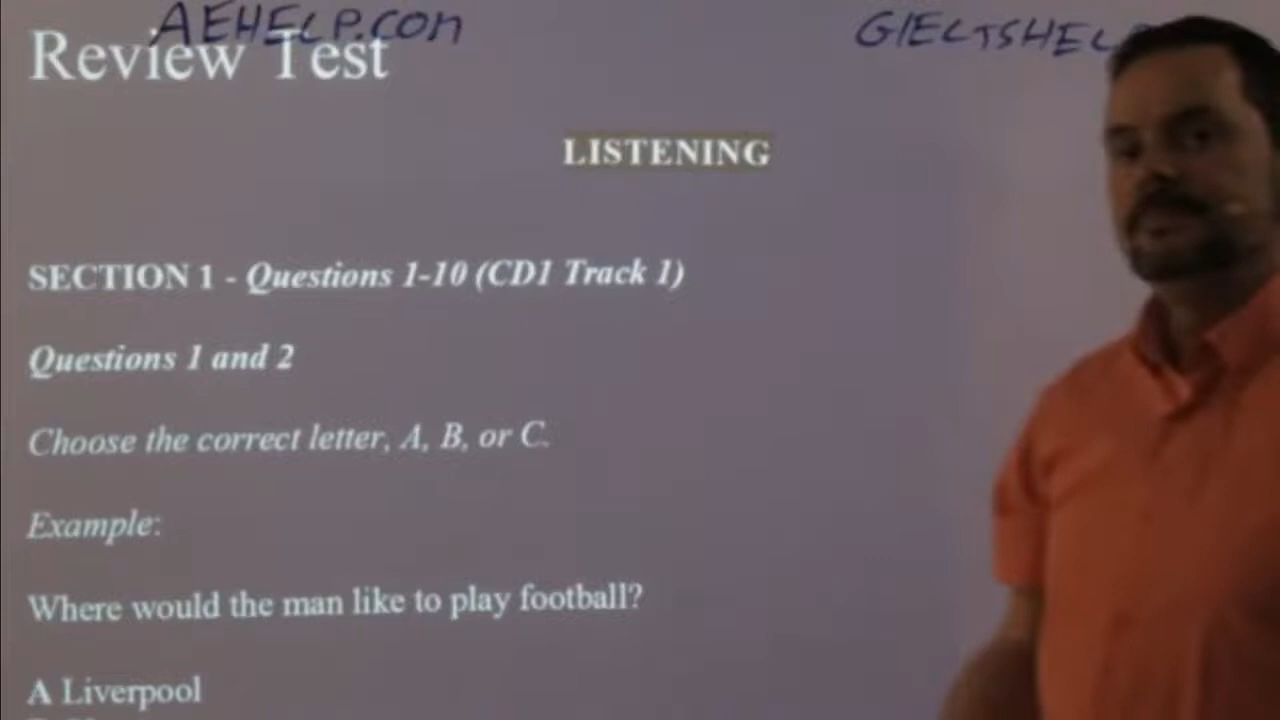 AEHELP.COM
GIELTSHEL
Review Test
LISTENING
SECTION 1 - Questions 1-10 (CD1 Track 1)
Questions 1 and 2
Choose the correct letter, A, B, or C.
Example:
Where would the man like to play football?
A Liverpool